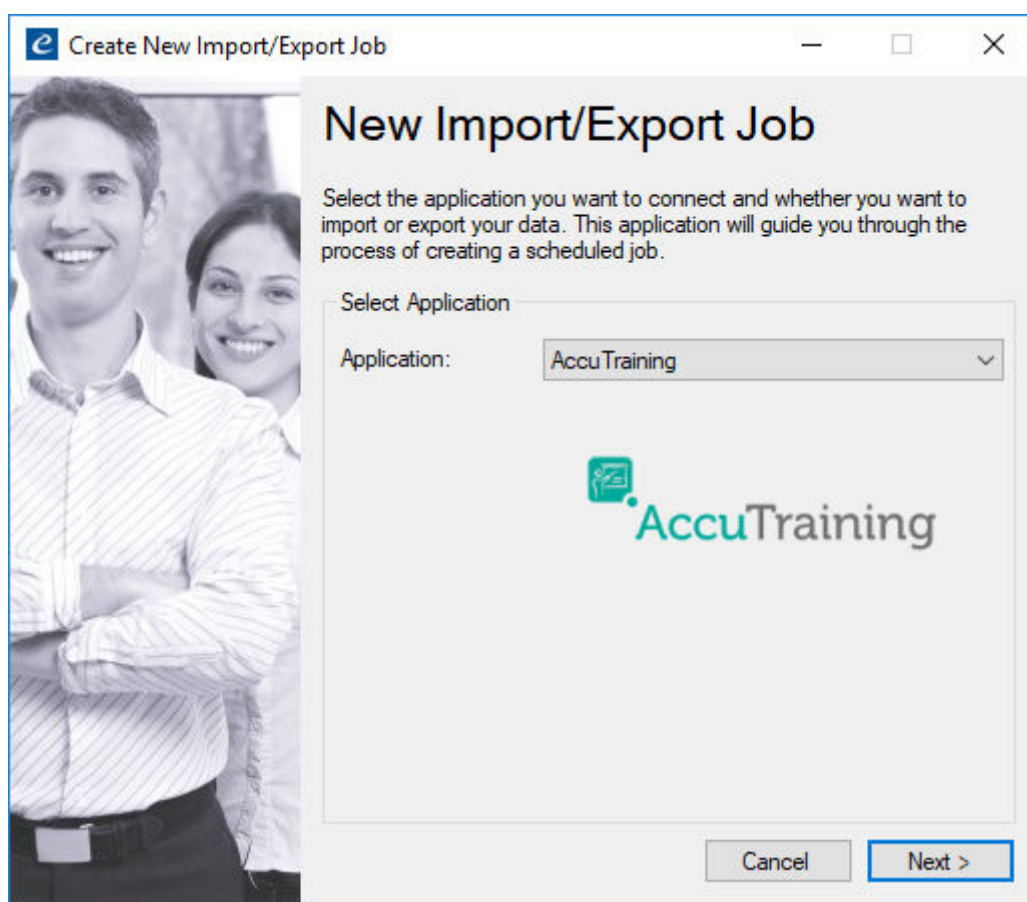 Create New Import/Export Job
New Import/Export Job
Select the application you want to connect and whether you want to
import or export your data. This application will guide you through the
process of creating a scheduled job.
Select Application
Application:
AccuTraining
AccuTraining
Cancel
Next >